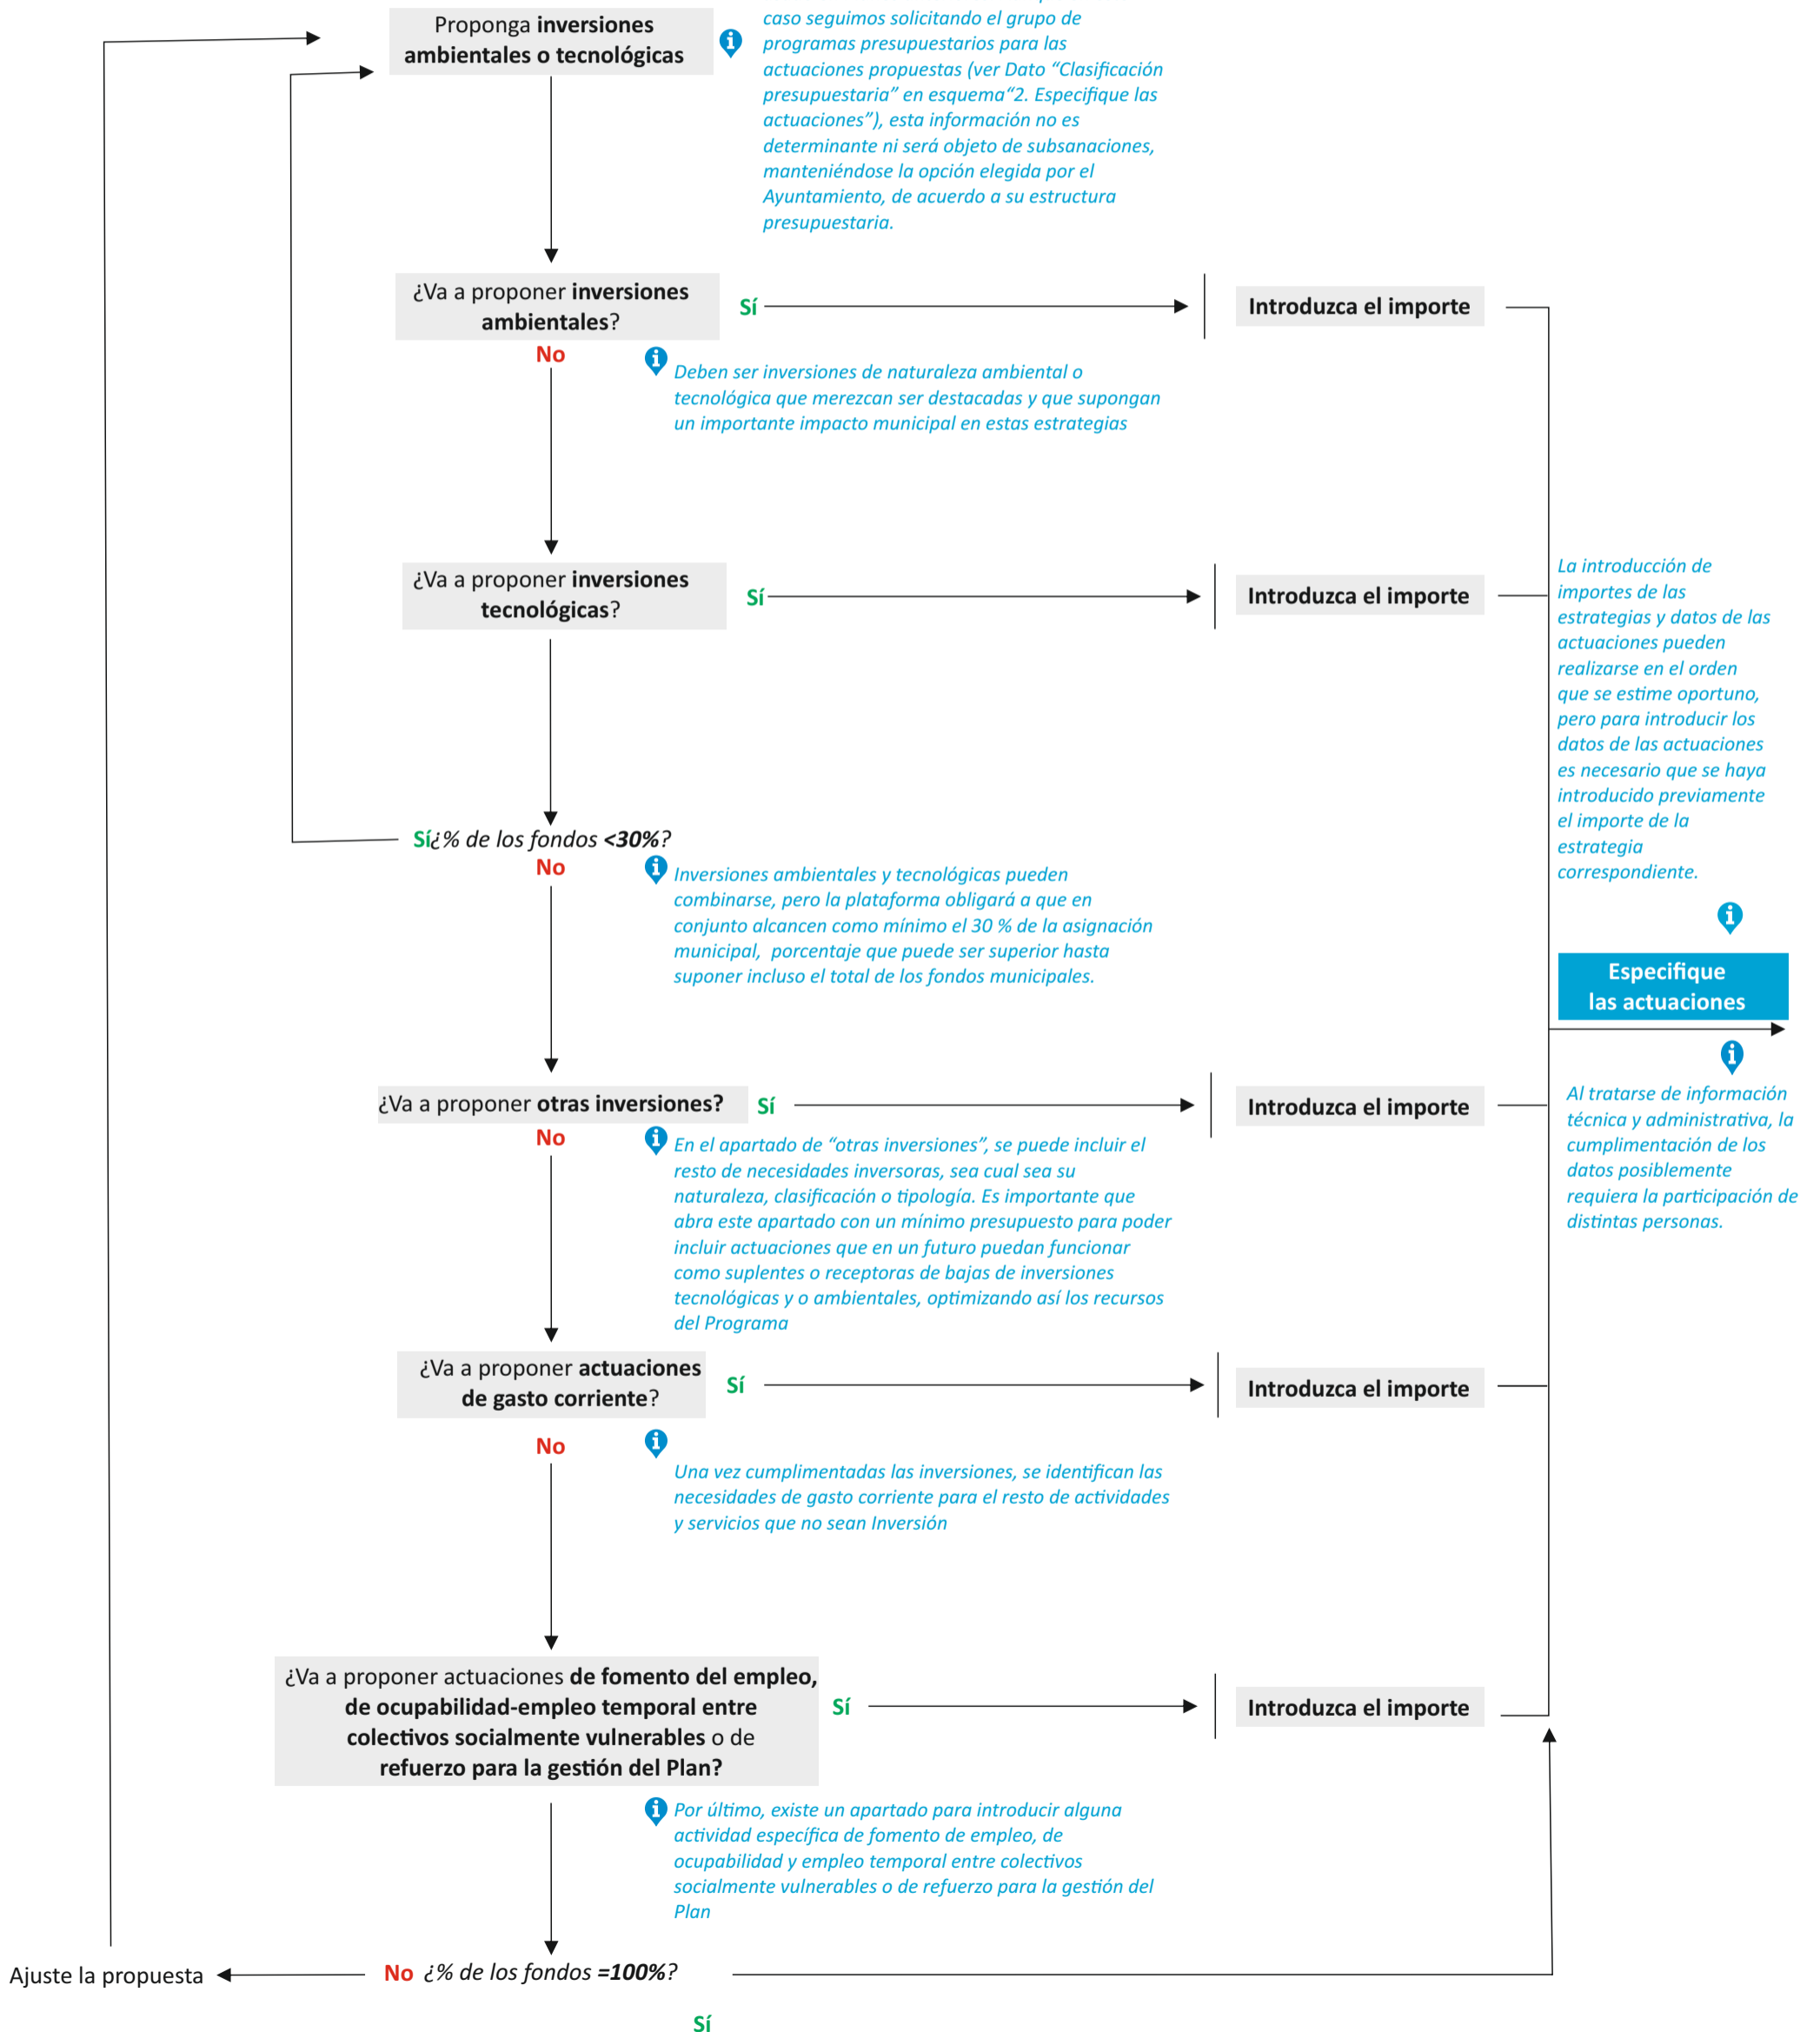 Proponga inversiones
ambientales o tecnológicas
caso seguimos solicitando el grupo de
programas presupuestarios para las
actuaciones propuestas (ver Dato “Clasificación
presupuestaria” en esquema“2. Especifique las
actuaciones”), esta información no es
determinante ni será objeto de subsanaciones,
manteniéndose la opción elegida por el
Ayuntamiento, de acuerdo a su estructura
presupuestaria.
¿Va a proponer inversiones
ambientales?
Sí
Introduzca el importe
No
Deben ser inversiones de naturaleza ambiental o
tecnológica que merezcan ser destacadas y que supongan
un importante impacto municipal en estas estrategias
¿Va a proponer inversiones
tecnológicas?
Sí
Introduzca el importe
La introducción de
importes de las
estrategias y datos de las
actuaciones pueden
realizarse en el orden
que se estime oportuno,
pero para introducir los
datos de las actuaciones
es necesario que se haya
introducido previamente
el importe de la
estrategia
correspondiente.
Sí¿% de los fondos <30%?
No
Inversiones ambientales y tecnológicas pueden
combinarse, pero la plataforma obligará a que en
conjunto alcancen como mínimo el 30 % de la asignación
municipal, porcentaje que puede ser superior hasta
suponer incluso el total de los fondos municipales.
Especifique
las actuaciones
Al tratarse de información
técnica y administrativa, la
cumplimentación de los
datos posiblemente
requiera la participación de
distintas personas.
¿Va a proponer otras inversiones?
Sí
Introduzca el importe
No
En el apartado de “otras inversiones”, se puede incluir el
resto de necesidades inversoras, sea cual sea su
naturaleza, clasificación o tipología. Es importante que
abra este apartado con un mínimo presupuesto para poder
incluir actuaciones que en un futuro puedan funcionar
como suplentes o receptoras de bajas de inversiones
tecnológicas y o ambientales, optimizando así los recursos
del Programa
¿Va a proponer actuaciones
de gasto corriente?
Sí
Introduzca el importe
No
Una vez cumplimentadas las inversiones, se identifican las
necesidades de gasto corriente para el resto de actividades
y servicios que no sean Inversión
¿Va a proponer actuaciones de fomento del empleo,
de ocupabilidad-empleo temporal entre
colectivos socialmente vulnerables o de
refuerzo para la gestión del Plan?
Sí
Introduzca el importe
Por último, existe un apartado para introducir alguna
actividad específica de fomento de empleo, de
ocupabilidad y empleo temporal entre colectivos
socialmente vulnerables o de refuerzo para la gestión del
Plan
Ajuste la propuesta
No ¿% de los fondos =100%?
Sí